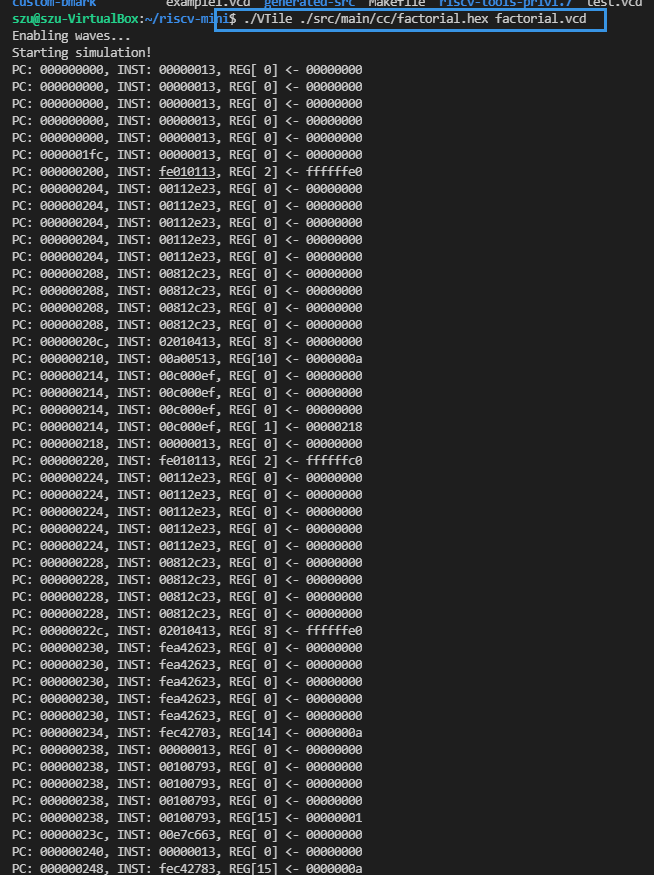 custom-bmark example1.vcd generated-src Makefile riscv-tools-priv1.7 test.vcd
szu@szu-VirtualBox:~/riscv-mini$ ./VTile ./src/main/cc/factorial.hex factorial.vcd
Enabling waves...
Starting simulation!
PC: 000000000, INST: 00000013, REG[ 0] <- 00000000
PC: 000000000, INST: 00000013, REG[ 0] <- 00000000
PC: 000000000, INST: 00000013, REG[ 0] <- 00000000
PC: 000000000, INST: 00000013, REG[ 0] <- 00000000
PC: 000000000, INST: 00000013, REG[ 0] <- 00000000
PC: 0000001fc, INST: 00000013, REG[ 0] <- 00000000
PC: 000000200, INST: fe010113, REG[ 2] <- ffffffe0
PC: 000000204, INST: 00112e23, REG[ 0] <- 00000000
PC: 000000204, INST: 00112e23, REG[ 0] <- 00000000
PC: 000000204, INST: 00112e23, REG[ 0] <- 00000000
PC: 000000204, INST: 00112e23, REG[ 0] <- 00000000
PC: 000000204, INST: 00112e23, REG[ 0] <- 00000000
PC: 000000208, INST: 00812c23, REG[ 0] <- 00000000
PC: 000000208, INST: 00812c23, REG[ 0] <- 00000000
PC: 000000208, INST: 00812c23, REG[ 0] <- 00000000
PC: 000000208, INST: 00812c23, REG[ 0] <- 00000000
PC: 00000020c, INST: 02010413, REG[ 8] <- 00000000
PC: 000000210, INST: 00a00513, REG[10] <- 0000000a
PC: 000000214, INST: 00c000ef, REG[ 0] <- 00000000
PC: 000000214, INST: 00c000ef, REG[ 0] <- 00000000
PC: 000000214, INST: 00c000ef, REG[ 0] <- 00000000
PC: 000000214, INST: 00c000ef, REG[ 1] <- 00000218
PC: 000000218, INST: 00000013, REG[ 0] <- 00000000
PC: 000000220, INST: fe010113, REG[ 2] <- ffffffc0
PC: 000000224, INST: 00112e23, REG[ 0] <- 00000000
PC: 000000224, INST: 00112e23, REG[ 0] <- 00000000
PC: 000000224, INST: 00112e23, REG[ 0] <- 00000000
PC: 000000224, INST: 00112e23, REG[ 0] <- 00000000
PC: 000000224, INST: 00112e23, REG[ 0] <- 00000000
PC: 000000228, INST: 00812c23, REG[ 0] <- 00000000
PC: 000000228, INST: 00812c23, REG[ 0] <- 00000000
PC: 000000228, INST: 00812c23, REG[ 0] <- 00000000
PC: 000000228, INST: 00812c23, REG[ 0] <- 00000000
PC: 00000022c, INST: 02010413, REG[ 8] <- ffffffe0
PC: 000000230, INST: fea42623, REG[ 0] <- 00000000
PC: 000000230, INST: fea42623, REG[ 0] <- 00000000
PC: 000000230, INST: fea42623, REG[ 0] <- 00000000
PC: 000000230, INST: fea42623, REG[ 0] <- 00000000
PC: 000000230, INST: fea42623, REG[ 0] <- 00000000
PC: 000000234, INST: fec42703, REG[14] <- 0000000a
PC: 000000238, INST: 00000013, REG[ 0] <- 00000000
PC: 000000238, INST: 00100793, REG[ 0] <- 00000000
PC: 000000238, INST: 00100793, REG[ 0] <- 00000000
PC: 000000238, INST: 00100793, REG[ 0] <- 00000000
PC: 000000238, INST: 00100793, REG[15] <- 00000001
PC: 00000023c, INST: 00e7c663, REG[ 0] <- 00000000
PC: 000000240, INST: 00000013, REG[ 0] <- 00000000
PC: 000000248, INST: fec42783, REG[15] <- 0000000a